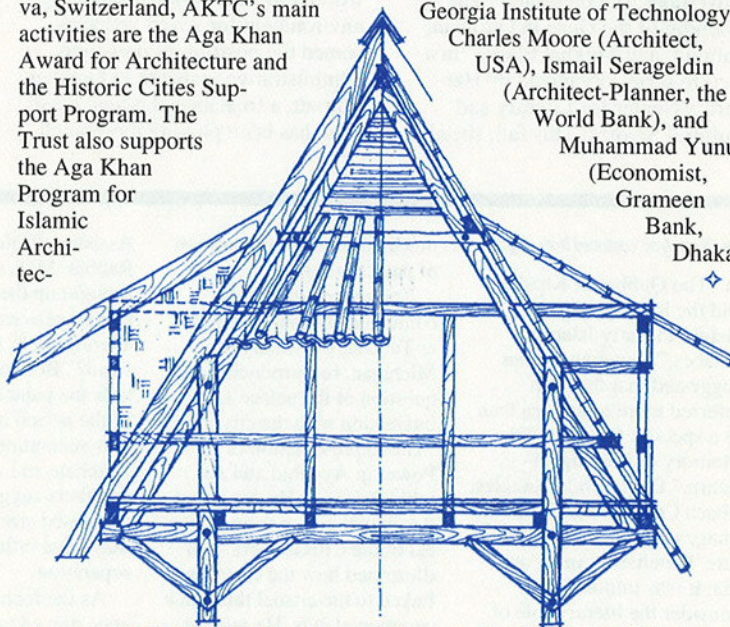 va, Switzerland, AKTC's main
activities are the Aga Khan
Award for Architecture and
the Historic Cities Sup-
port Program. The
Trust also supports
the Aga Khan
Program for
Islamic
Archi-
tec-
Georgia Institute of Technology
Charles Moore (Architect,
USA), Ismail Serageldin
(Architect-Planner, the
World Bank), and
Muhammad Yunu
(Economist,
Grameen
Bank,
Dhaka